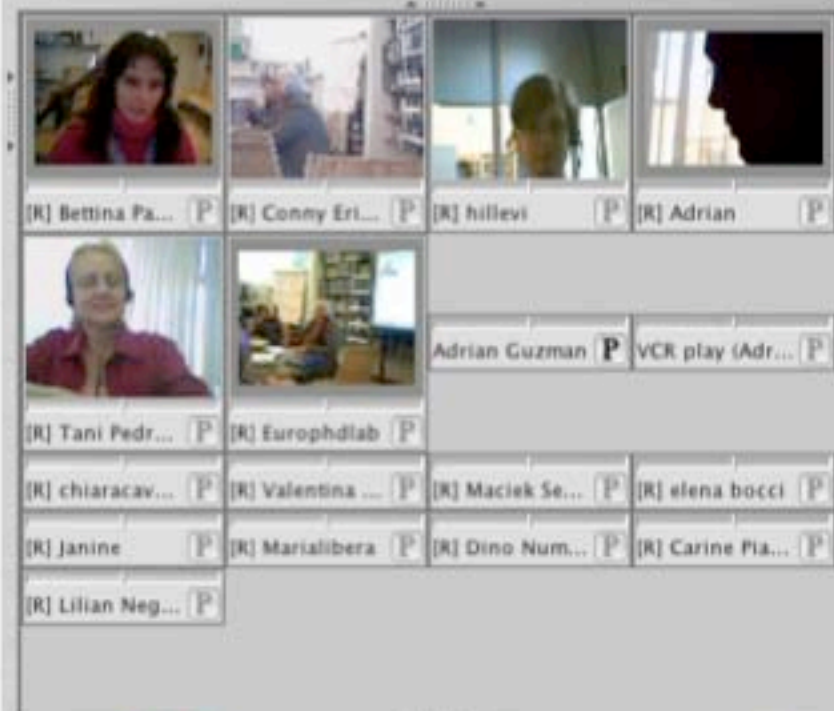 [R] Bettina Pa... P [R] Conny Eri... P [R] hillevi P [R] Adrian P
Adrian Guzman P VCR play (Adr... P
[R] Tani Pedr... P [R] Europhdlab P
[R] chiaracav... P [R] Valentina ... P [R] Maciek Se... P [R] elena bocci P
[R] Janine P [R] Marialibera P [R] Dino Num... P [R] Carine Pia... P
[R] Lilian Neg... P